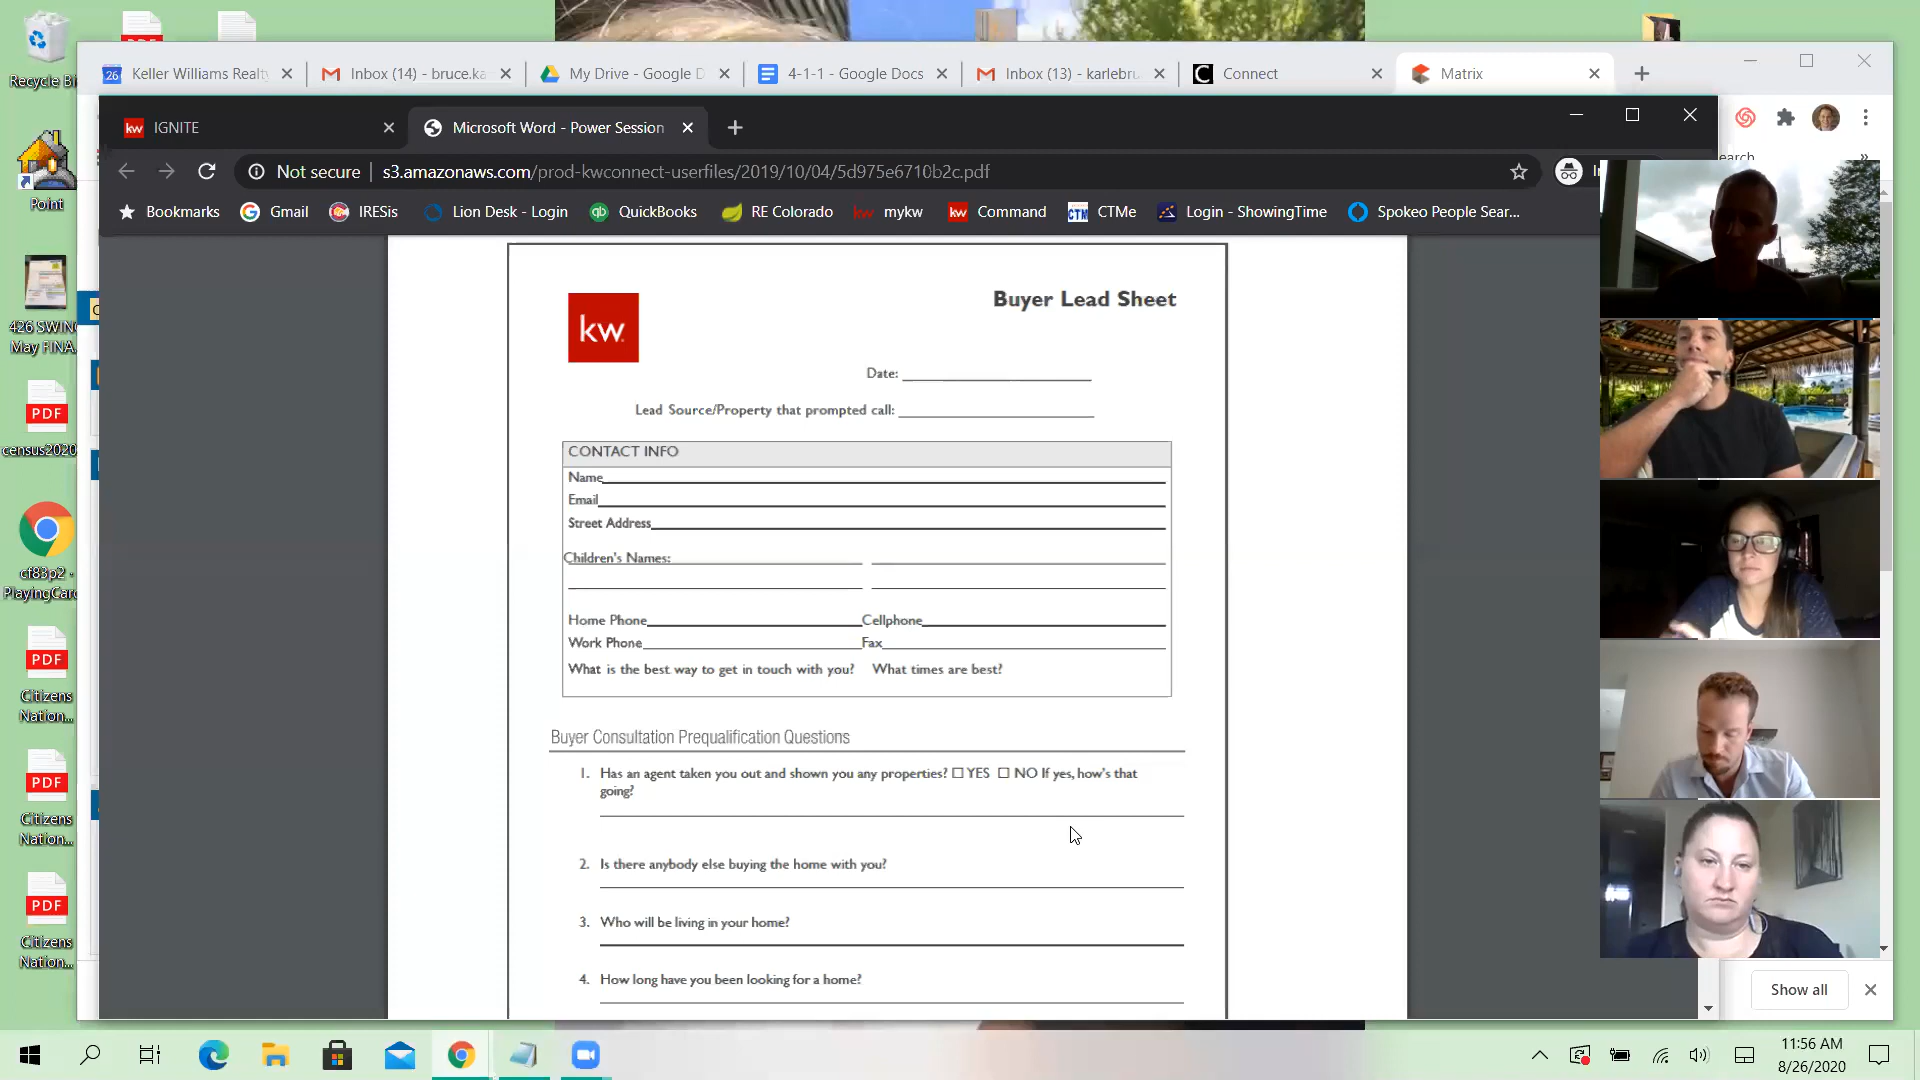 Recycle Bi
Keller Williams Realty
Inbox (14) - bruce.ka
My Drive - Google D
4-1-1 - Google Docs
Inbox (13) - karlebru
Connect
Matrix
kw IGNITE
Microsoft Word - Power Session
Not secure | s3.amazonaws.com/prod-kwconnect-userfiles/2019/10/04/5d975e6710b2c.pdf
Bookmarks
Gmail
IRESis
Lion Desk - Login
QuickBooks
RE Colorado
mykw
Command
CTMe
Login - ShowingTime
Spokeo People Sear...
Point
426 SWING
May FINA
PDF
census2020
cf83p2 -
PlayingCard
PDF
Citizens
Nation...
PDF
Citizens
Nation...
PDF
Citizens
Nation...
kw.
Buyer Lead Sheet
Date:
Lead Source/Property that prompted call:
CONTACT INFO
Name
Email
Street Address
Children's Names:
Home Phone Cellphone
Work Phone Fax
What is the best way to get in touch with you? What times are best?
Buyer Consultation Prequalification Questions
1. Has an agent taken you out and shown you any properties? ☐ YES ☐ NO If yes, how's that
going?
2. Is there anybody else buying the home with you?
3. Who will be living in your home?
4. How long have you been looking for a home?
Show all
11:56 AM
8/26/2020